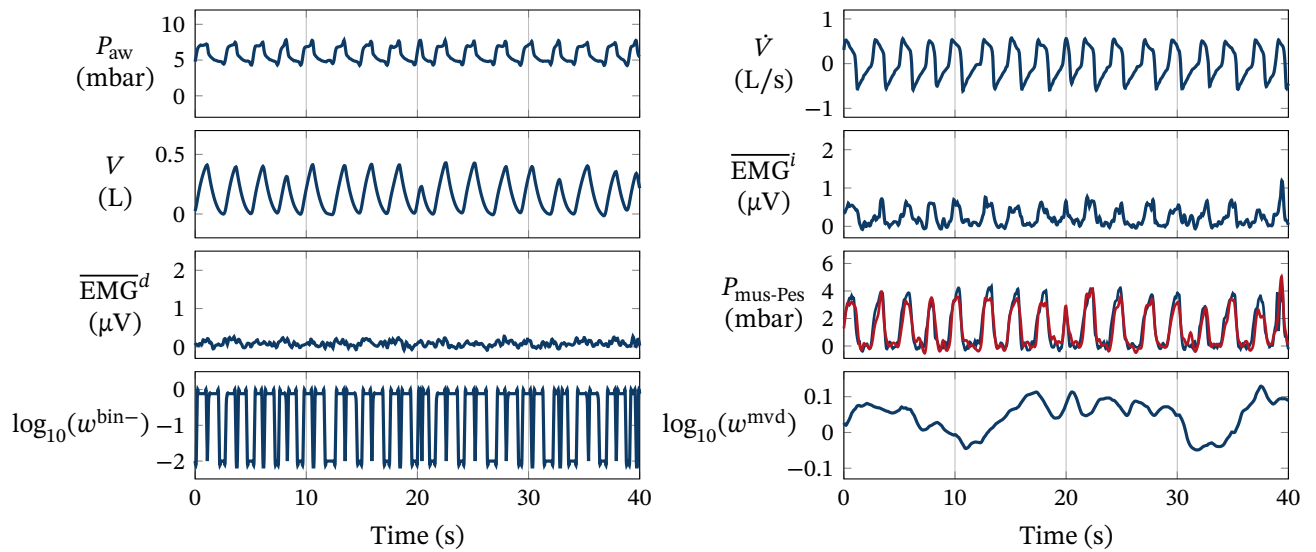 P_aw
(mbar)
10
5
0
V
(L)
0.5
0
EMG^d
(μV)
2
1
0
log10(w^bin−)
0
−1
−2
0 10 20 30 40
Time (s)
V̇
(L/s)
1
0
−1
EMG^i
(μV)
2
1
0
P_mus-Pes
(mbar)
6
4
2
0
log10(w^mvd)
0.1
0
−0.1
0 10 20 30 40
Time (s)